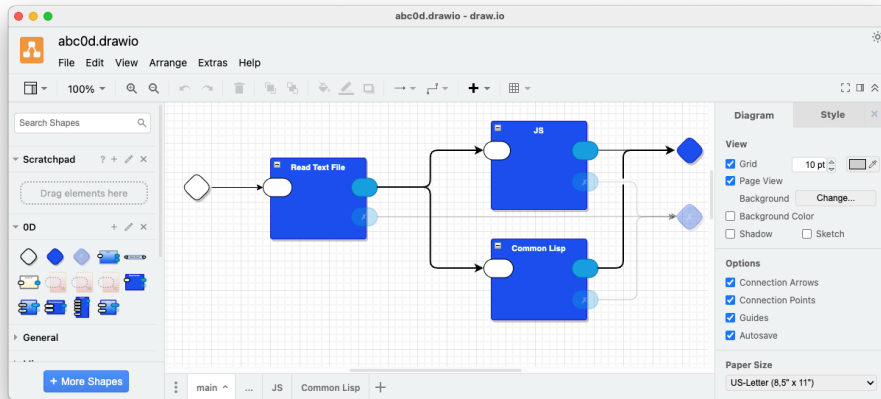 abc0d.drawio - draw.io
abc0d.drawio
File Edit View Arrange Extras Help
100%
Search Shapes
Scratchpad
Drag elements here
0D
General
+ More Shapes
Read Text File
JS
Common Lisp
main
...
JS
Common Lisp
Diagram
Style
View
Grid
10 pt
Page View
Background
Change...
Background Color
Shadow
Sketch
Options
Connection Arrows
Connection Points
Guides
Autosave
Paper Size
US-Letter (8,5" x 11")